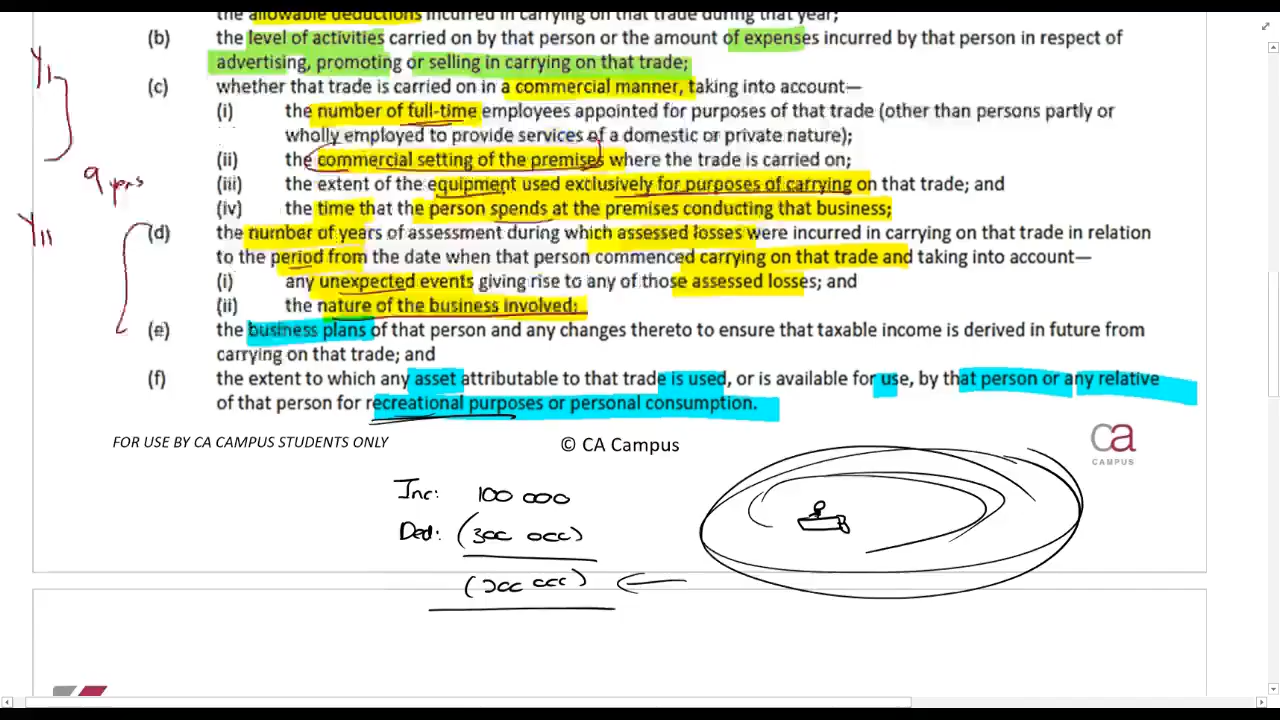 the allowable deductions incurred in carrying on that trade during that year;
(b) the level of activities carried on by that person or the amount of expenses incurred by that person in respect of
advertising, promoting or selling in carrying on that trade;
(c) whether that trade is carried on in a commercial manner, taking into account—
(i) the number of full-time employees appointed for purposes of that trade (other than persons partly or
wholly employed to provide services of a domestic or private nature);
(ii) the commercial setting of the premises where the trade is carried on;
(iii) the extent of the equipment used exclusively for purposes of carrying on that trade; and
(iv) the time that the person spends at the premises conducting that business;
(d) the number of years of assessment during which assessed losses were incurred in carrying on that trade in relation
to the period from the date when that person commenced carrying on that trade and taking into account—
(i) any unexpected events giving rise to any of those assessed losses; and
(ii) the nature of the business involved;
(e) the business plans of that person and any changes thereto to ensure that taxable income is derived in future from
carrying on that trade; and
(f) the extent to which any asset attributable to that trade is used, or is available for use, by that person or any relative
of that person for recreational purposes or personal consumption.
Y1
9 years
Y11
FOR USE BY CA CAMPUS STUDENTS ONLY
© CA Campus
ca
CAMPUS
Inc: 100 000
Ded: (300 000)
(200 000)